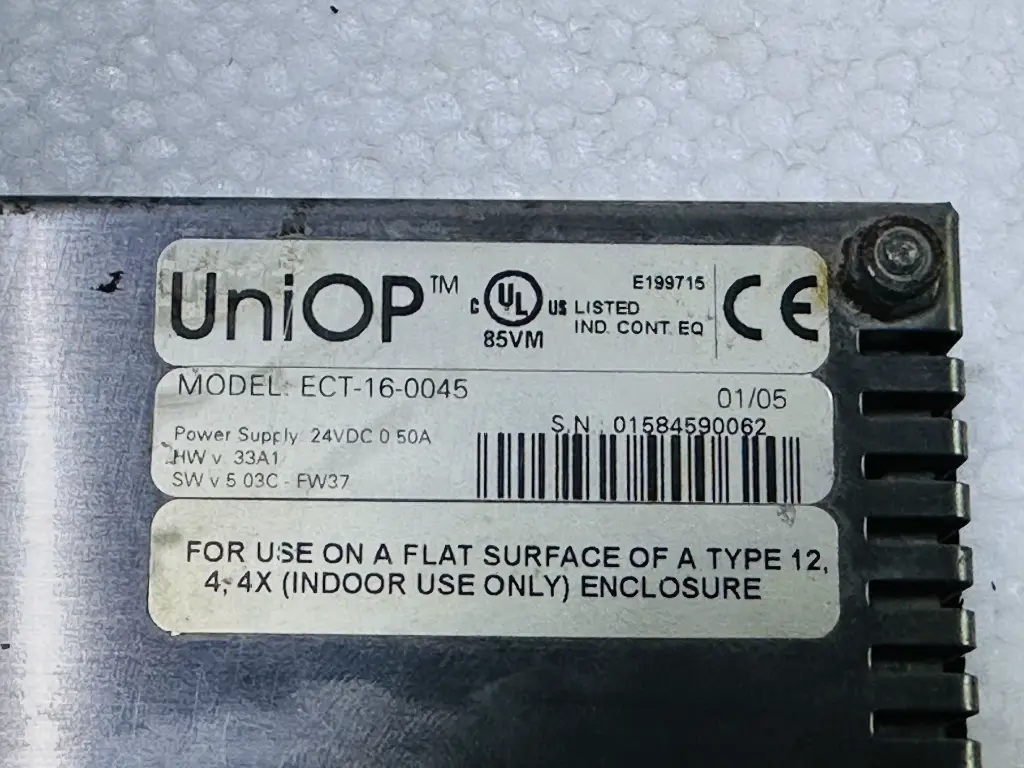 UniOP™
C UL US LISTED
85VM
E199715
IND. CONT. EQ
CE
MODEL: ECT-16-0045
01/05
Power Supply: 24VDC 0.50A
S.N.: 01584590062
HW v. 33A1
SW v 5.03C - FW37
FOR USE ON A FLAT SURFACE OF A TYPE 12,
4, 4X (INDOOR USE ONLY) ENCLOSURE